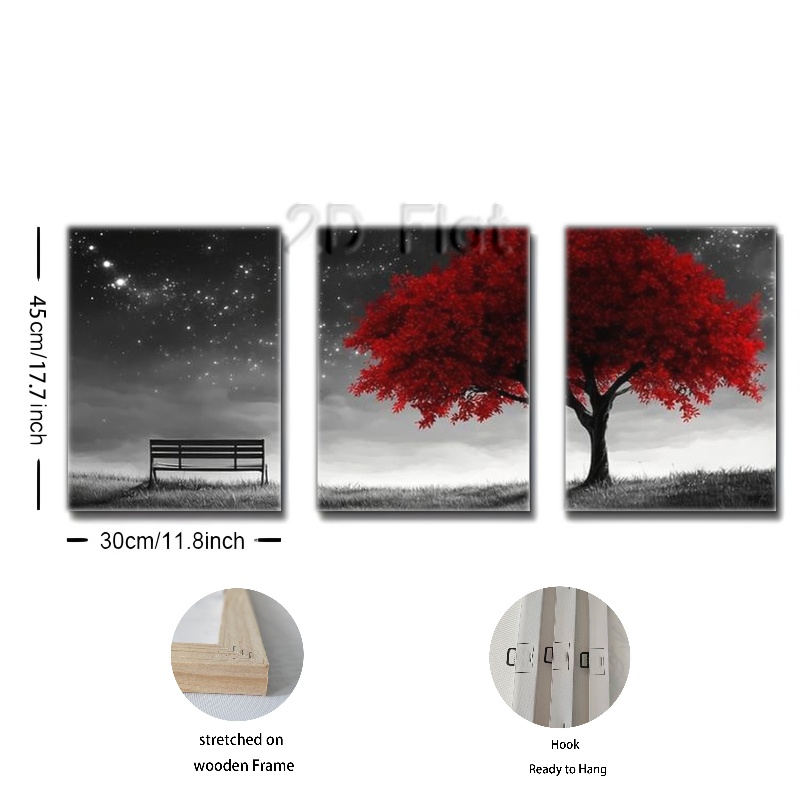 2D Flat
45cm/17.7inch
30cm/11.8inch
stretched on
wooden Frame
Hook
Ready to Hang